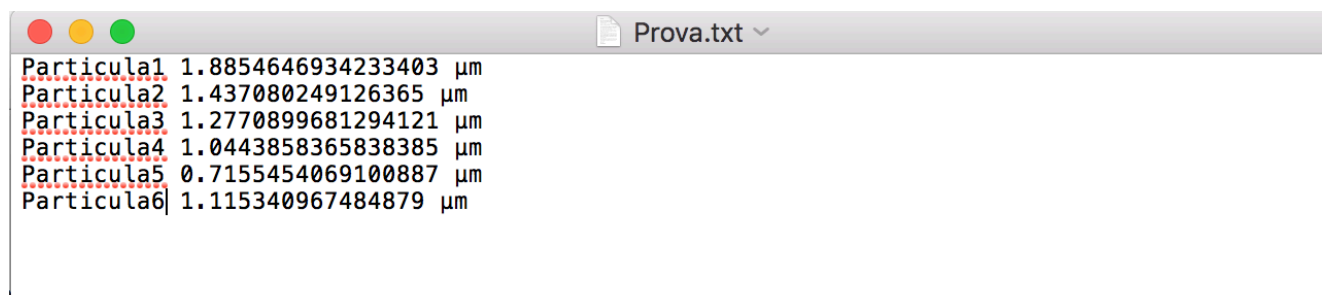 Prova.txt
Particula1 1.8854646934233403 µm
Particula2 1.437080249126365 µm
Particula3 1.2770899681294121 µm
Particula4 1.0443858365838385 µm
Particula5 0.7155454069100887 µm
Particula6 1.115340967484879 µm